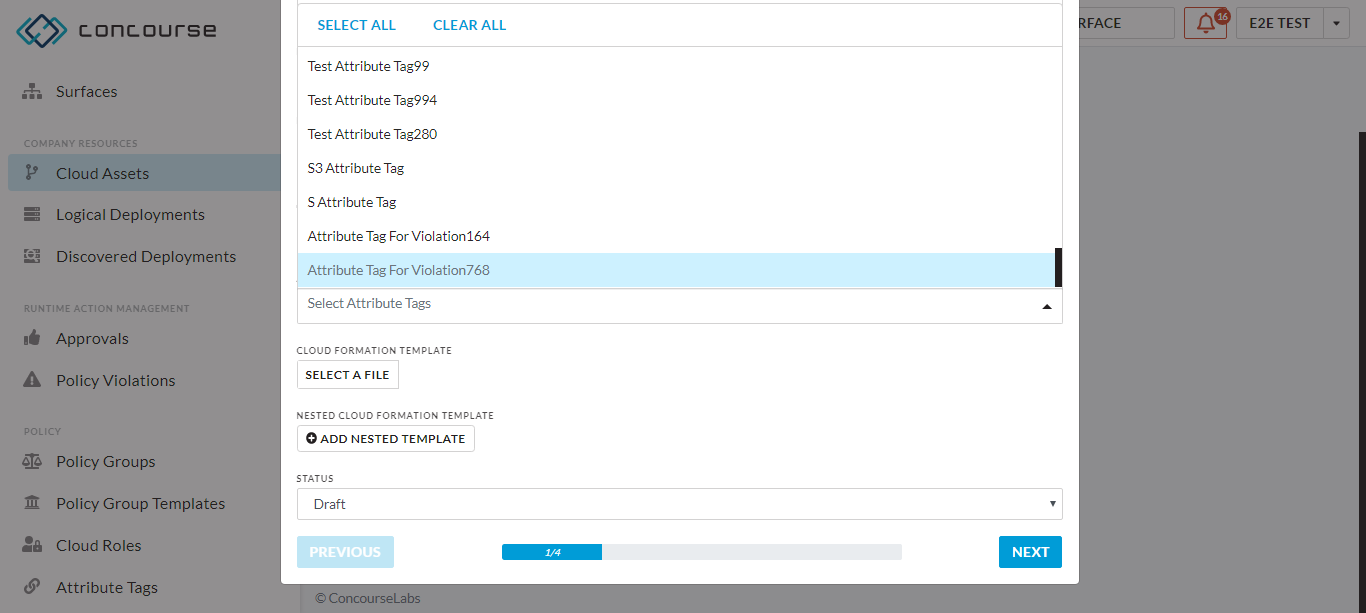 concourse
Surfaces
COMPANY RESOURCES
Cloud Assets
Logical Deployments
Discovered Deployments
RUNTIME ACTION MANAGEMENT
Approvals
Policy Violations
POLICY
Policy Groups
Policy Group Templates
Cloud Roles
Attribute Tags
SELECT ALL CLEAR ALL
Test Attribute Tag99
Test Attribute Tag994
Test Attribute Tag280
S3 Attribute Tag
S Attribute Tag
Attribute Tag For Violation164
Attribute Tag For Violation768
Select Attribute Tags
CLOUD FORMATION TEMPLATE
SELECT A FILE
NESTED CLOUD FORMATION TEMPLATE
ADD NESTED TEMPLATE
STATUS
Draft
PREVIOUS 1/4 NEXT
© ConcourseLabs
RFACE 16 E2E TEST